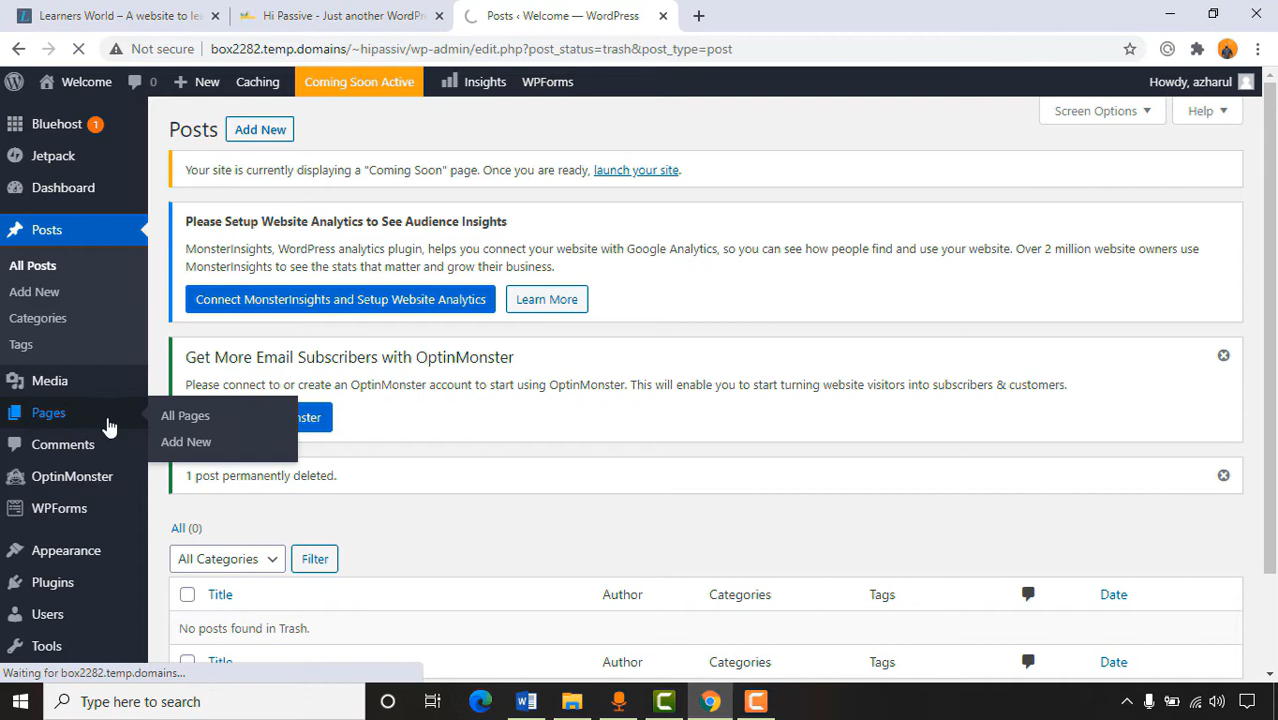 Learners World – A website to le
Hi Passive - Just another WordPr
Posts ‹ Welcome — WordPress
Not secure
box2282.temp.domains/~hipassiv/wp-admin/edit.php?post_status=trash&post_type=post
Welcome
0
New
Caching
Coming Soon Active
Insights
WPForms
Howdy, azharul
Screen Options
Help
Bluehost 1
Jetpack
Dashboard
Posts
All Posts
Add New
Categories
Tags
Media
Pages
All Pages
Add New
Comments
OptinMonster
WPForms
Appearance
Plugins
Users
Tools
Posts
Add New
Your site is currently displaying a "Coming Soon" page. Once you are ready, launch your site.
Please Setup Website Analytics to See Audience Insights
MonsterInsights, WordPress analytics plugin, helps you connect your website with Google Analytics, so you can see how people find and use your website. Over 2 million website owners use
MonsterInsights to see the stats that matter and grow their business.
Connect MonsterInsights and Setup Website Analytics
Learn More
Get More Email Subscribers with OptinMonster
Please connect to or create an OptinMonster account to start using OptinMonster. This will enable you to start turning website visitors into subscribers & customers.
nster
1 post permanently deleted.
All (0)
All Categories
Filter
Title
Author
Categories
Tags
Date
No posts found in Trash.
Title
Author
Categories
Tags
Date
Waiting for box2282.temp.domains...
Type here to search